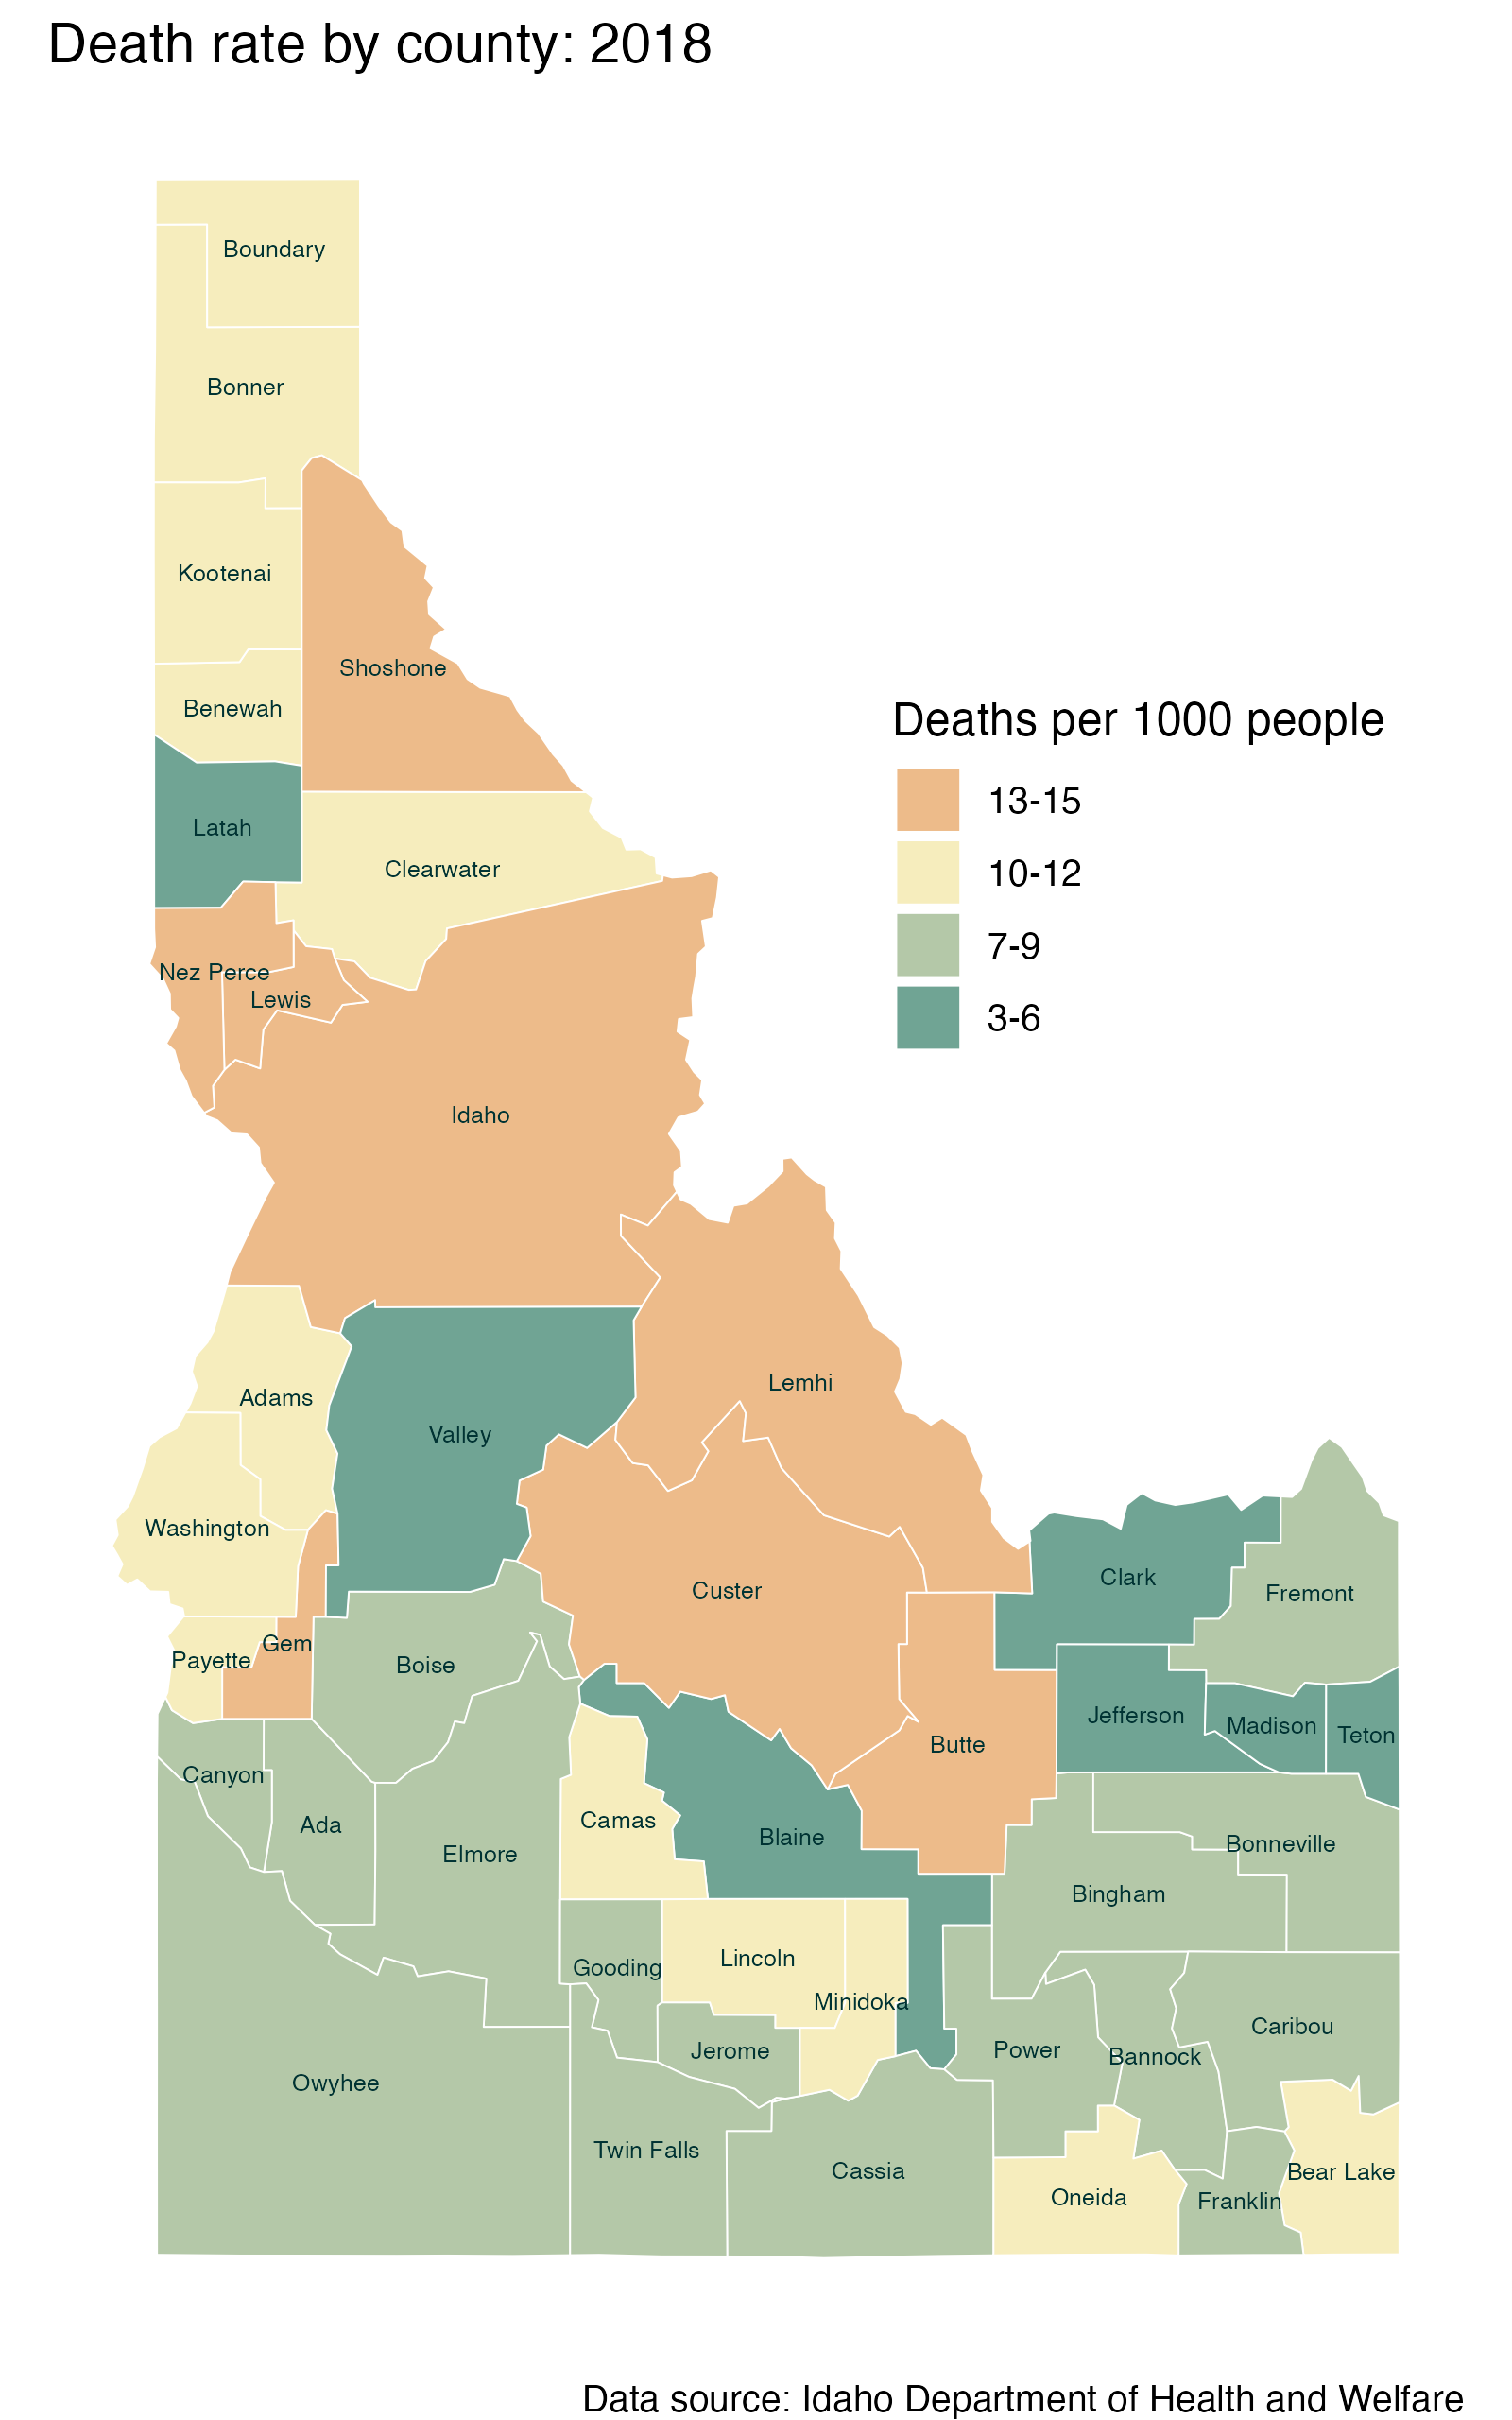 Death rate by county: 2018
Boundary
Bonner
Kootenai
Shoshone
Benewah
Deaths per 1000 people
13-15
10-12
7-9
3-6
Latah
Clearwater
Nez Perce
Lewis
Idaho
Lemhi
Adams
Valley
Washington
Custer
Clark
Fremont
Gem
Payette
Boise
Jefferson
Madison
Teton
Butte
Canyon
Ada
Camas
Blaine
Elmore
Bonneville
Bingham
Gooding
Lincoln
Minidoka
Jerome
Power
Bannock
Caribou
Owyhee
Twin Falls
Cassia
Oneida
Franklin
Bear Lake
Data source: Idaho Department of Health and Welfare